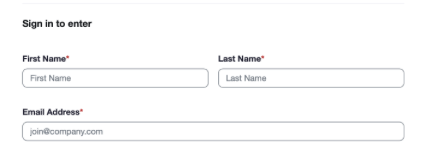 Sign in to enter
First Name* Last Name*
First Name Last Name
Email Address*
join@company.com